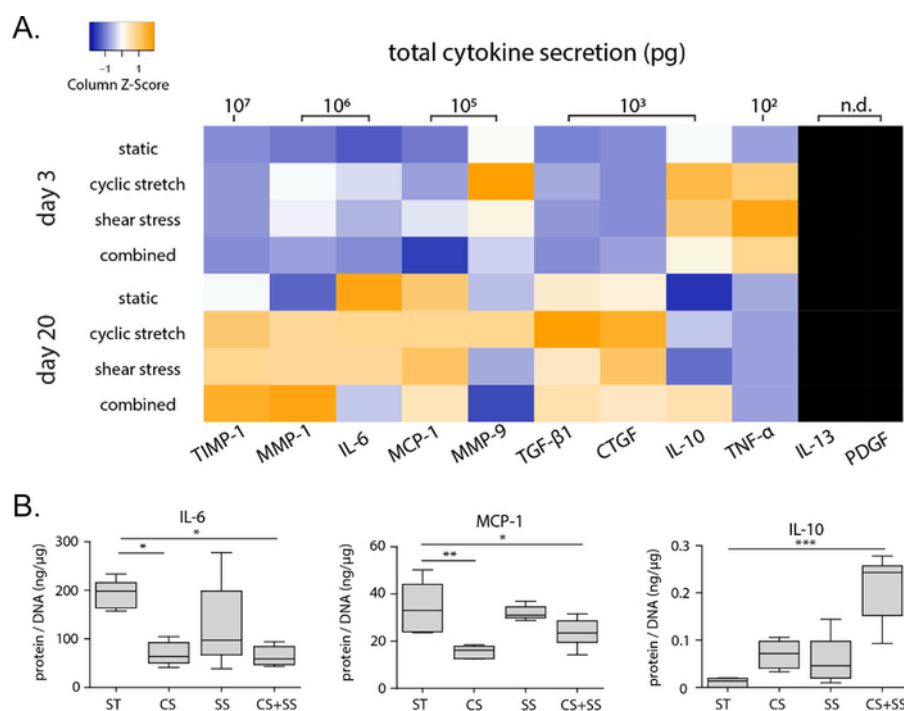 A.
-1 1
Column Z-Score
total cytokine secretion (pg)
10⁷ 10⁶ 10⁵ 10³ 10² n.d.
day 3
static
cyclic stretch
shear stress
combined
day 20
static
cyclic stretch
shear stress
combined
TIMP-1 MMP-1 IL-6 MCP-1 MMP-9 TGF-β1 CTGF IL-10 TNF-α IL-13 PDGF
B.
IL-6
protein / DNA (ng/µg)
300
200
100
0
*
*
ST CS SS CS+SS
MCP-1
protein / DNA (ng/µg)
60
40
20
0
*
**
ST CS SS CS+SS
IL-10
protein / DNA (ng/µg)
0.3
0.2
0.1
0
***
ST CS SS CS+SS